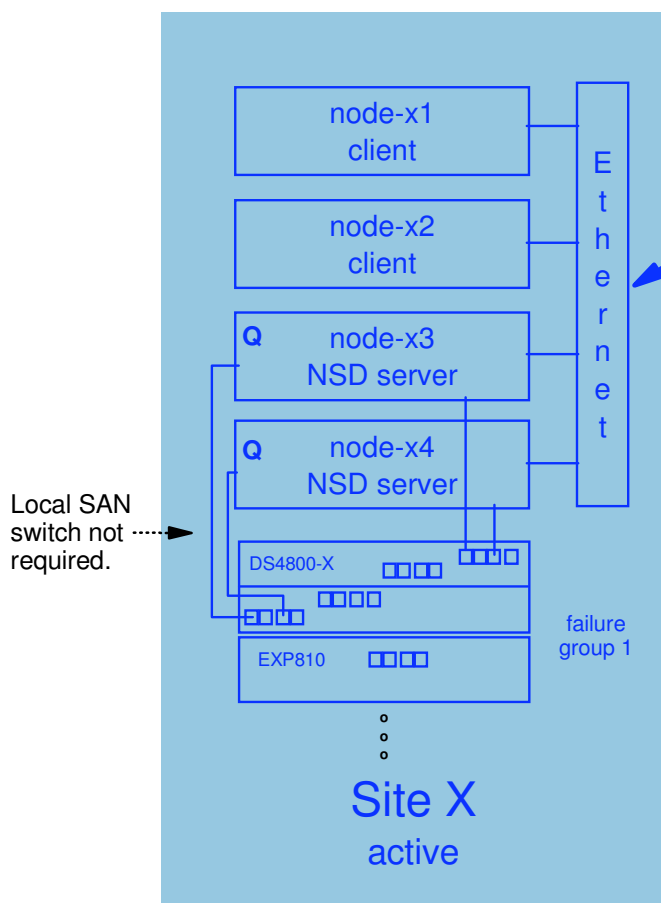 node-x1
client
node-x2
client
Q node-x3
NSD server
Q node-x4
NSD server
Ethernet
Local SAN
switch not
required.
DS4800-X
EXP810
failure
group 1
Site X
active